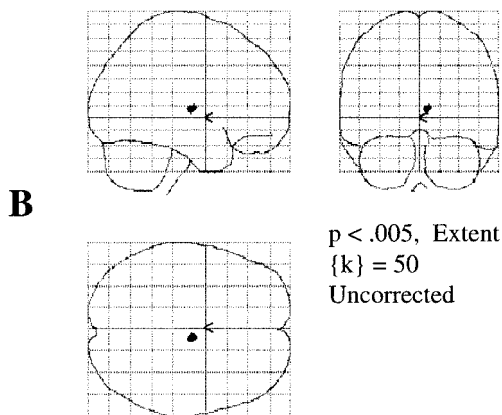 B
p < .005, Extent
{k} = 50
Uncorrected